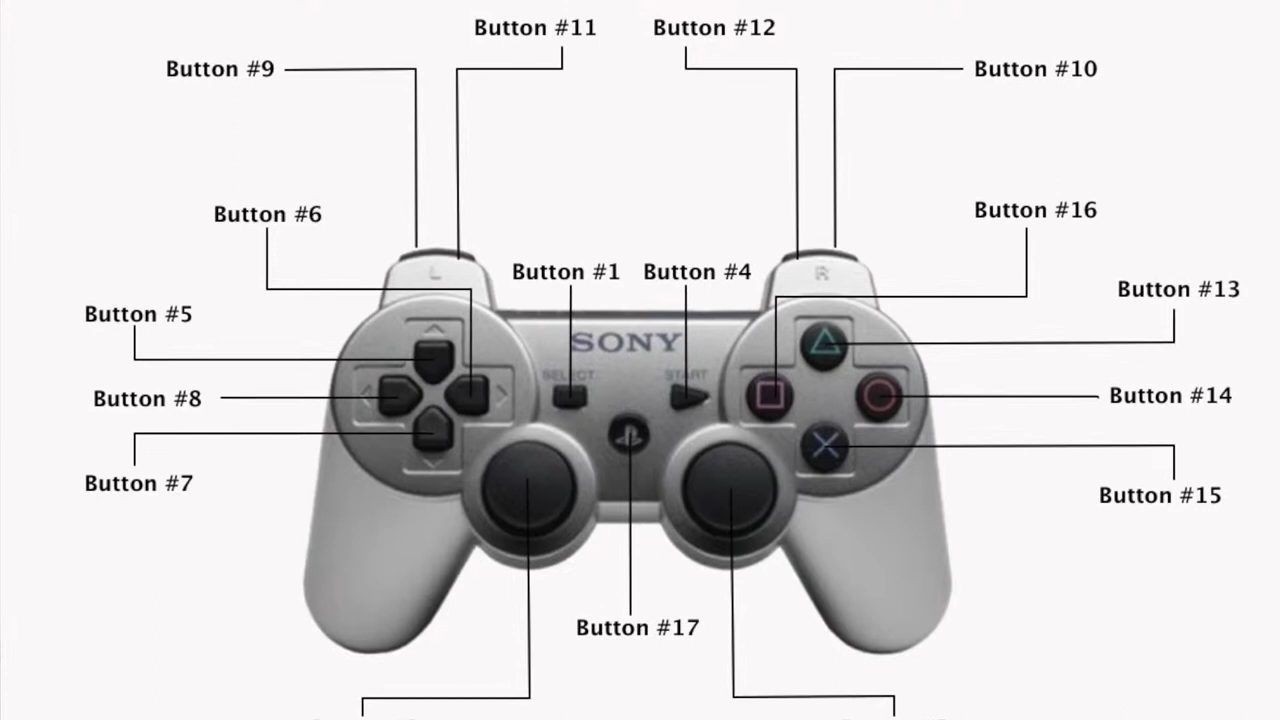 Button #11
Button #12
Button #9
Button #10
Button #6
Button #16
L
R
Button #1
Button #4
Button #13
Button #5
SONY
SELECT
START
Button #8
Button #14
Button #7
Button #15
Button #17